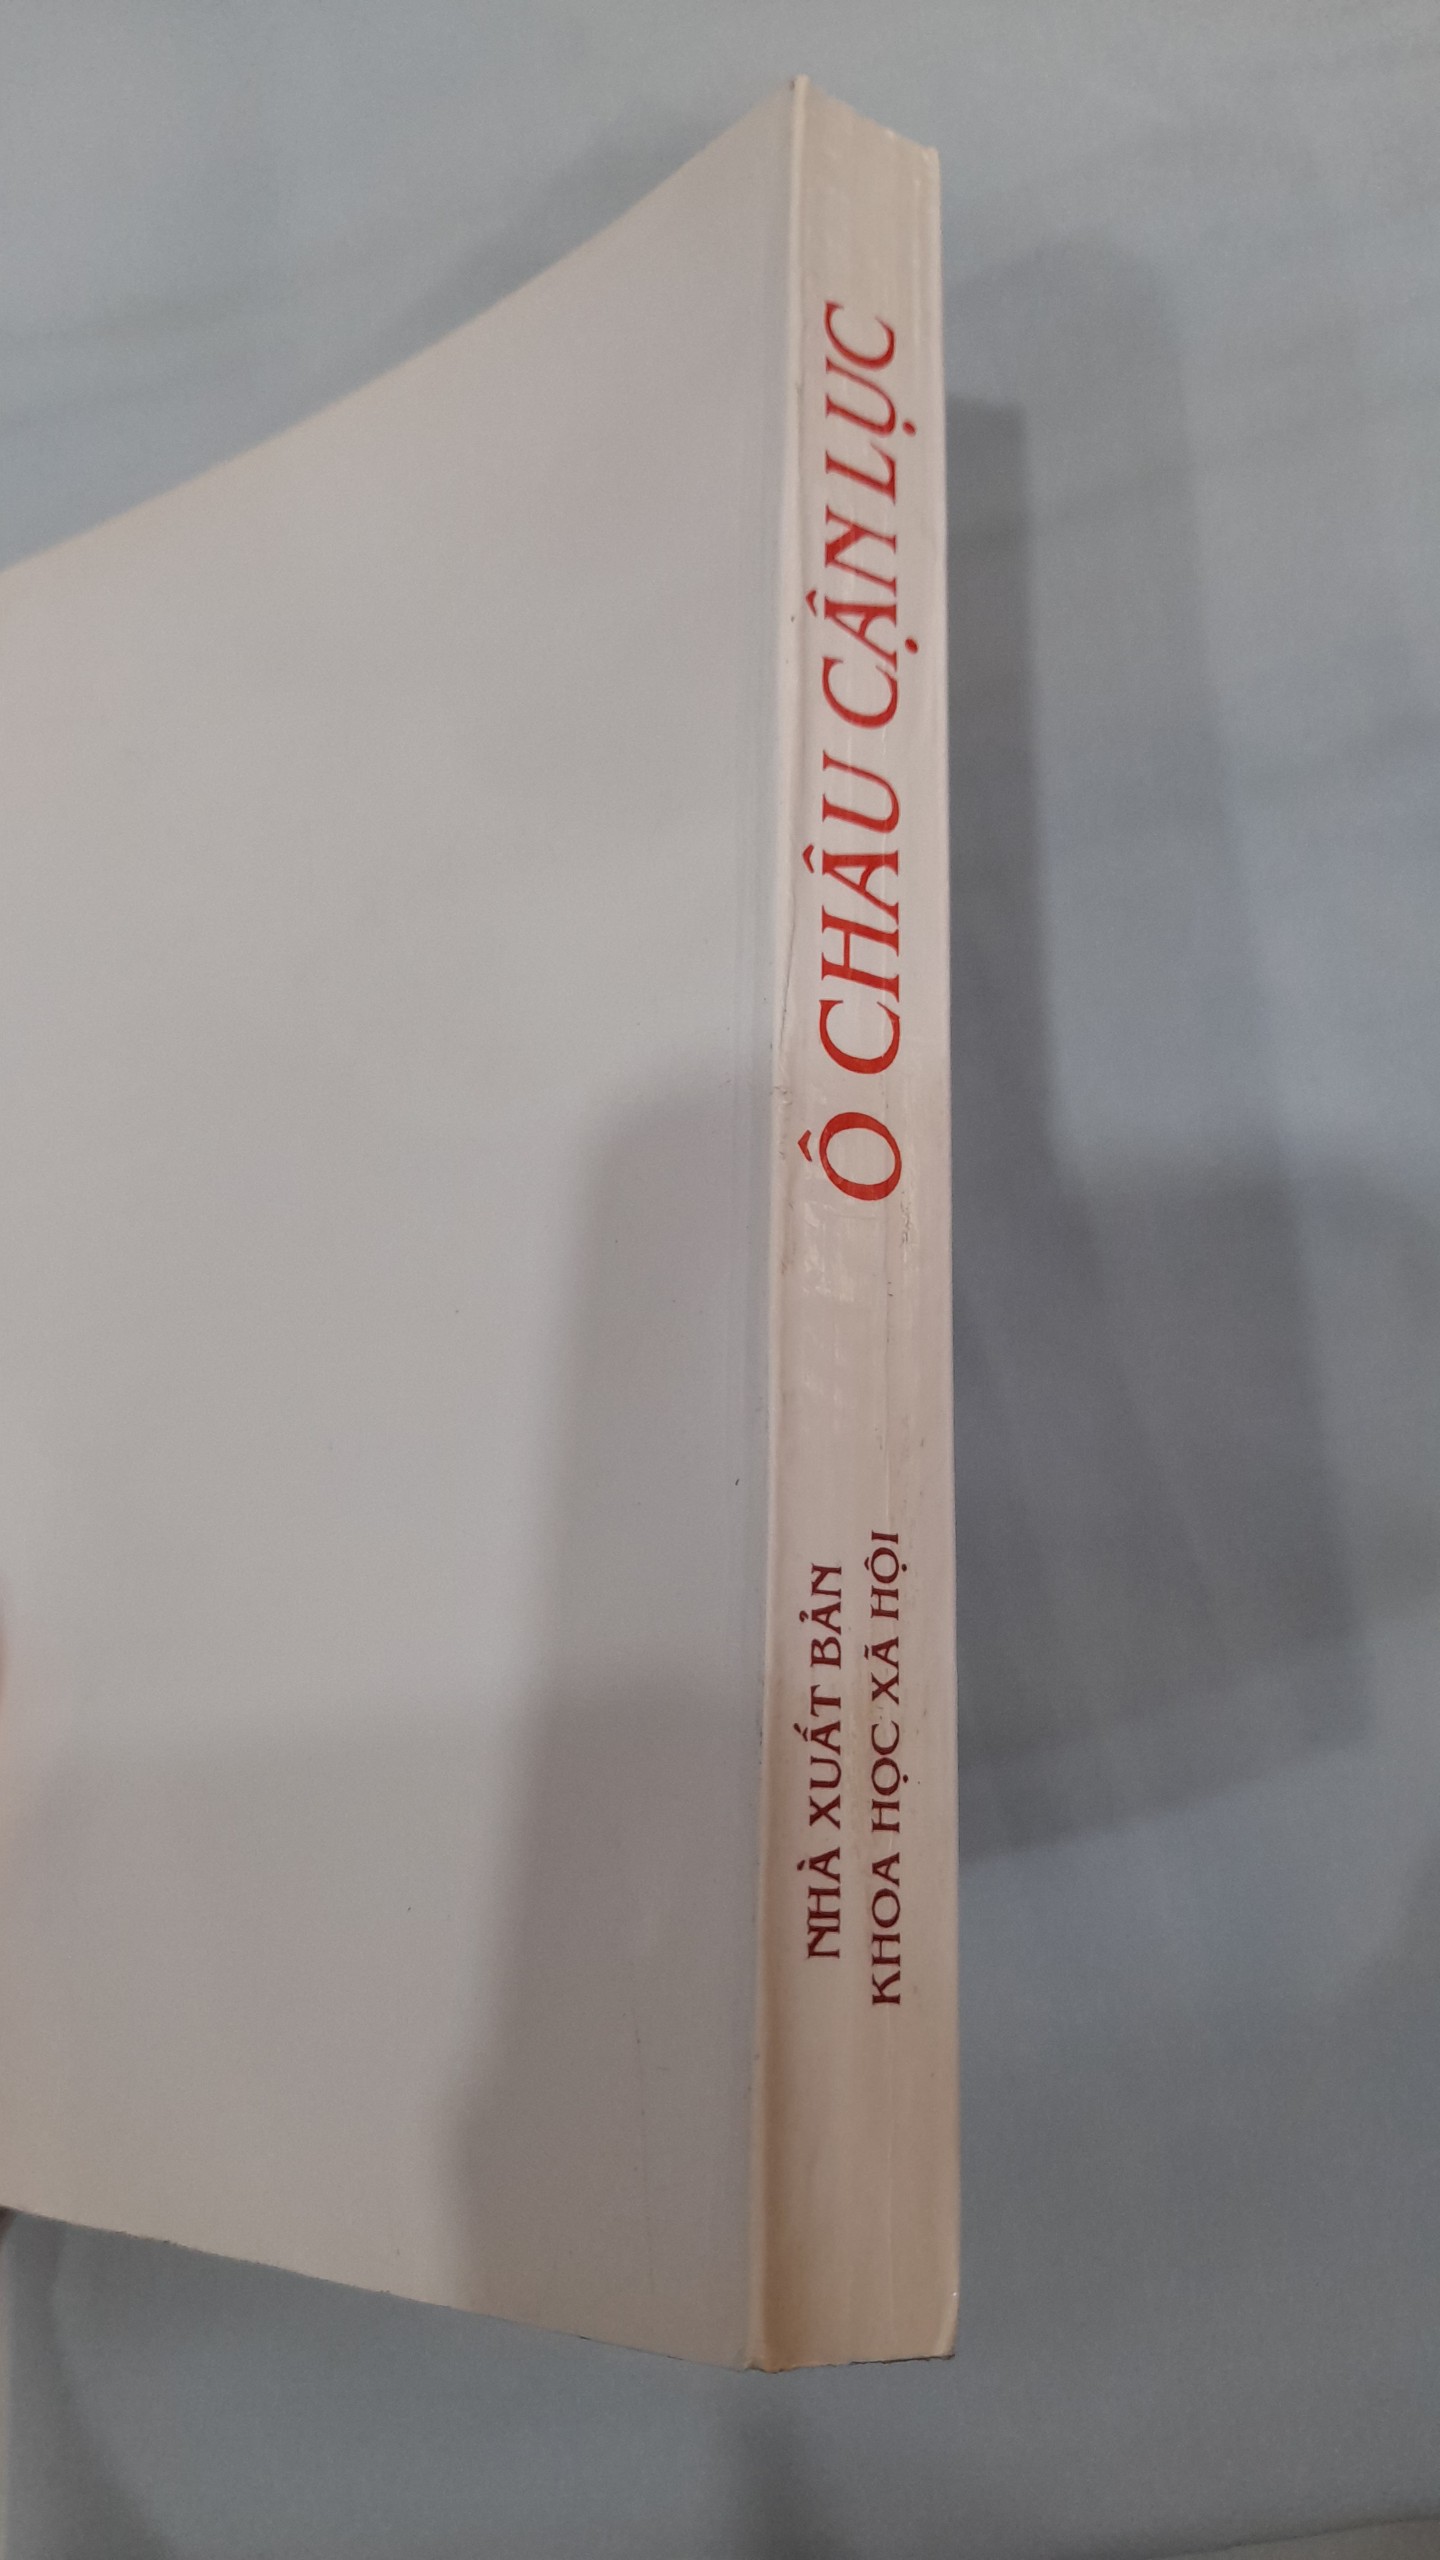 Ô CHÂU CẬN LỤC
NHÀ XUẤT BẢN
KHOA HỌC XÃ HỘI